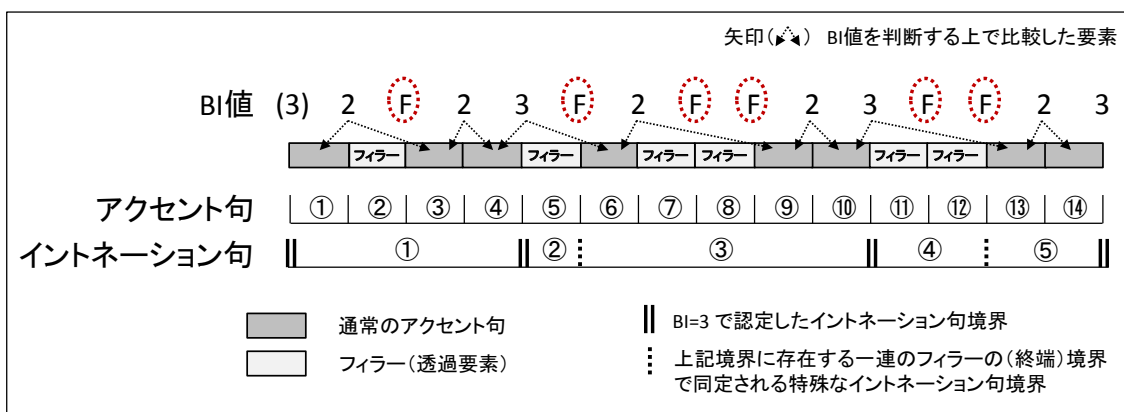 矢印( ) BI値を判断する上で比較した要素
BI値 (3) 2 F 2 3 F 2 F F 2 3 F F 2 3
フィラー フィラー フィラー フィラー フィラー フィラー
アクセント句 ① ② ③ ④ ⑤ ⑥ ⑦ ⑧ ⑨ ⑩ ⑪ ⑫ ⑬ ⑭
イントネーション句 ① ② ③ ④ ⑤
通常のアクセント句
BI=3 で認定したイントネーション句境界
フィラー(透過要素)
上記境界に存在する一連のフィラーの(終端)境界
で同定される特殊なイントネーション句境界